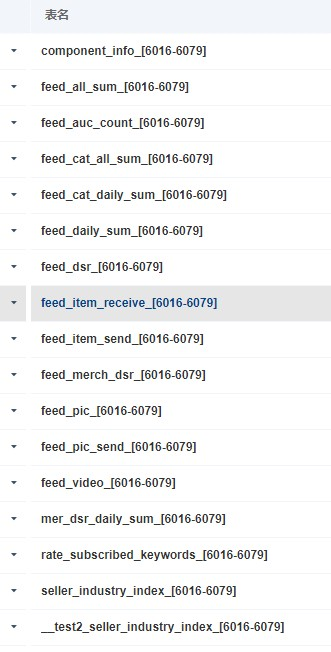 表名
component_info_[6016-6079]
feed_all_sum_[6016-6079]
feed_auc_count_[6016-6079]
feed_cat_all_sum_[6016-6079]
feed_cat_daily_sum_[6016-6079]
feed_daily_sum_[6016-6079]
feed_dsr_[6016-6079]
feed_item_receive_[6016-6079]
feed_item_send_[6016-6079]
feed_merch_dsr_[6016-6079]
feed_pic_[6016-6079]
feed_pic_send_[6016-6079]
feed_video_[6016-6079]
mer_dsr_daily_sum_[6016-6079]
rate_subscribed_keywords_[6016-6079]
seller_industry_index_[6016-6079]
__test2_seller_industry_index_[6016-6079]